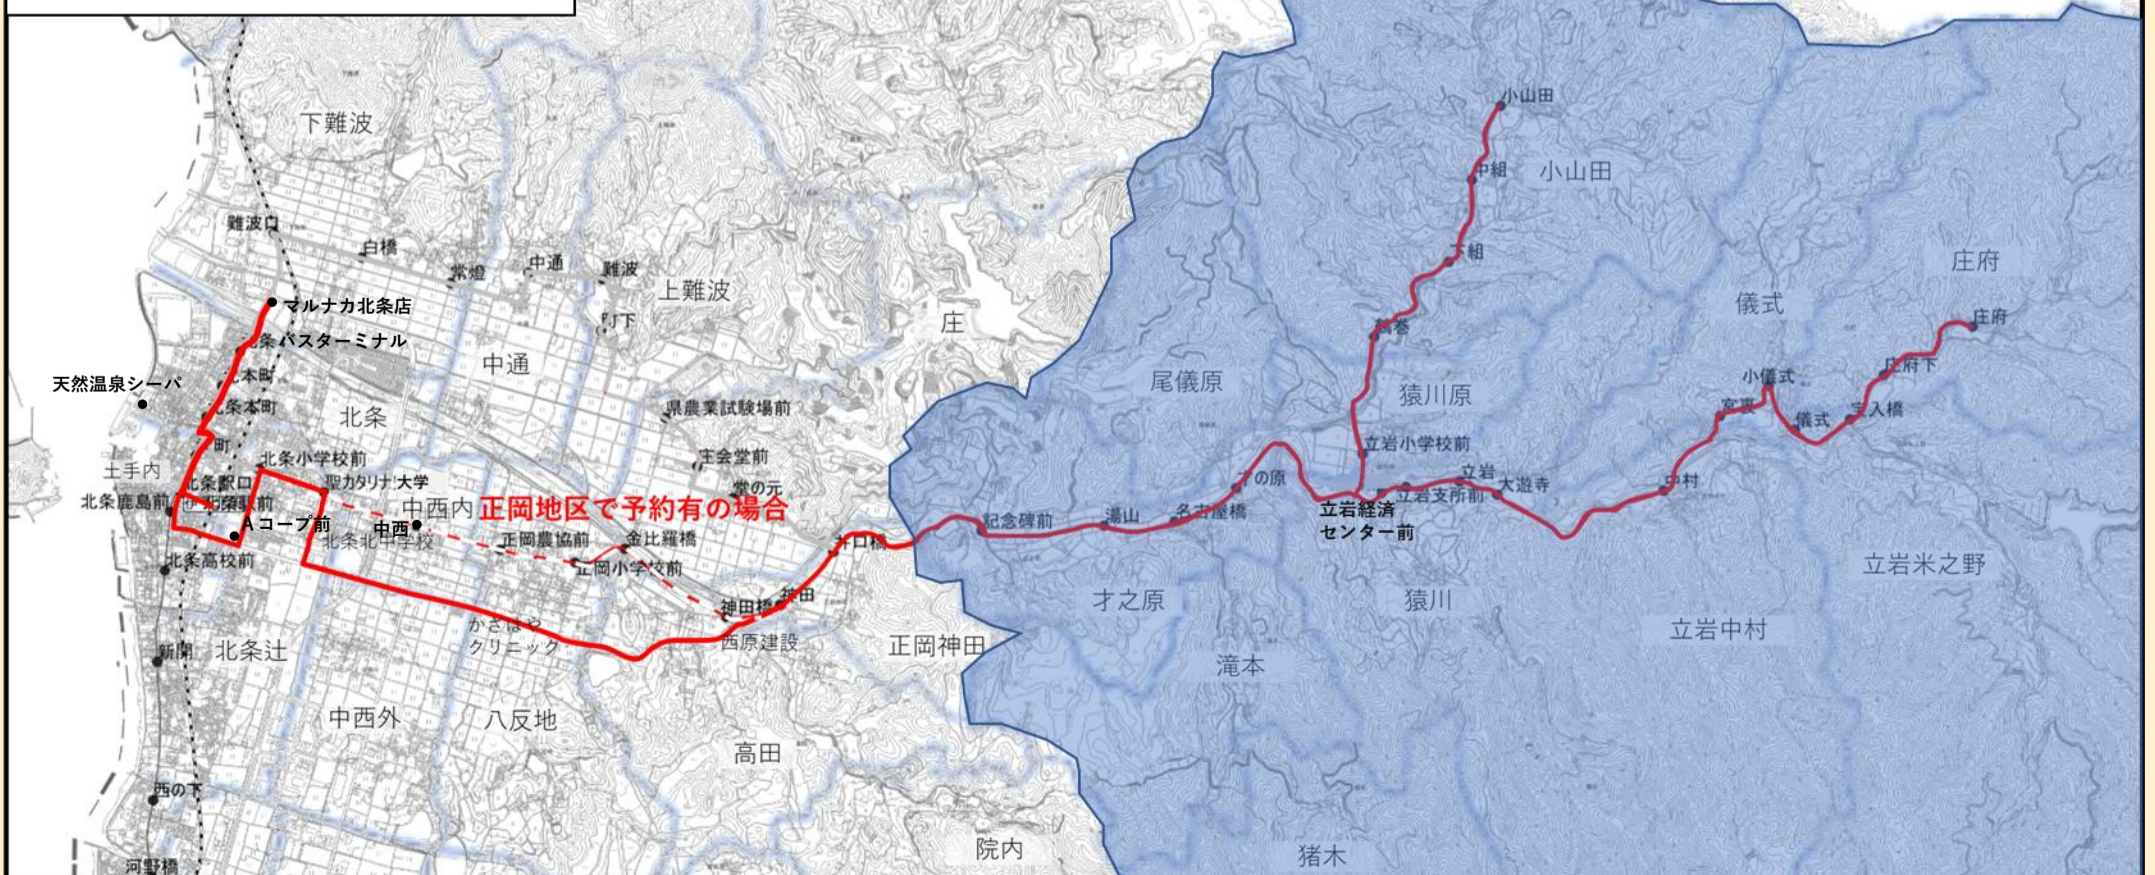 小山田
下難波
中組
小山田
難波口
白橋
下組
常燈
中通
難波
庄府
上難波
マルナカ北条店
儀式
庄府
町下
庄
北条バスターミナル
中通
庄府下
天然温泉シーパ
本町
小儀式
尾儀原
猿川原
北条本町
北条
県農業試験場前
宮裏
宝入橋
儀式
町
立岩小学校前
土手内
北条小学校前
主会堂前
立岩
北条駅口
聖カタリナ大学
堂の元
才の原
大遊寺
中村
北条鹿島前
北条駅前
中西内
正岡地区で予約有の場合
立岩支所前
Aコープ前
中西
記念碑前
湯山
名古屋橋
立岩経済
センター前
北条北中学校
正岡農協前
金比羅橋
井口橋
北条高校前
正岡小学校前
立岩米之野
神田橋
神田
才之原
猿川
かざはや
クリニック
西原建設
正岡神田
立岩中村
新開
北条辻
滝本
中西外
八反地
高田
西の下
院内
猪木
河野橋